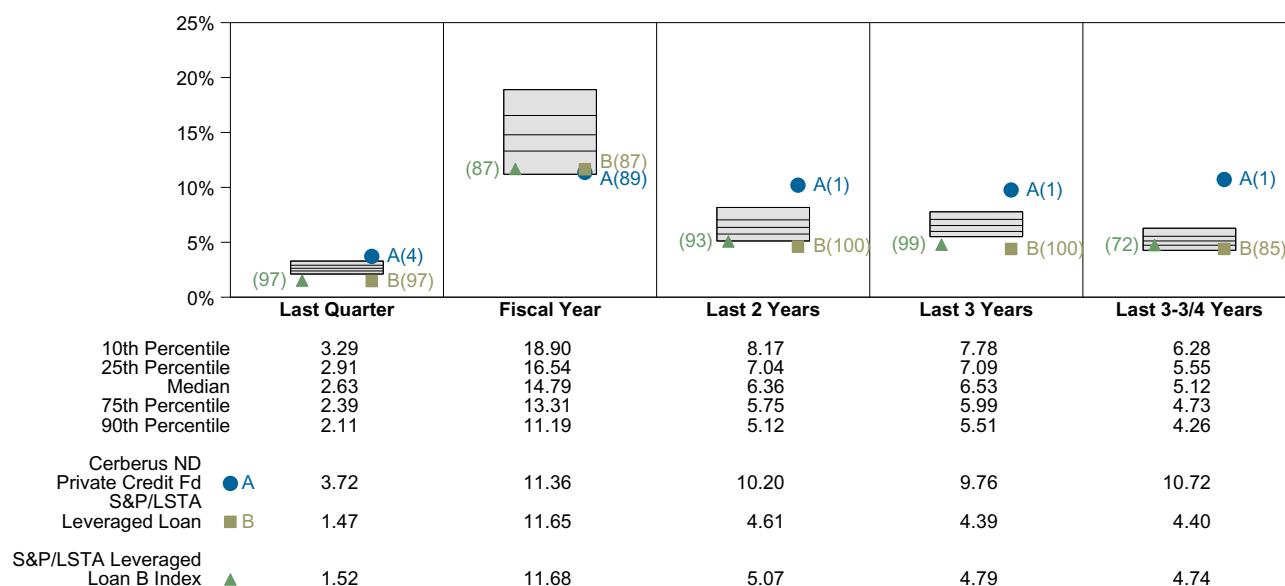 25%
20%
15%
10%
5%
0%
(97)
A(4)
B(97)
(87)
B(87)
A(89)
(93)
A(1)
B(100)
(99)
A(1)
B(100)
(72)
A(1)
B(85)
Last Quarter Fiscal Year Last 2 Years Last 3 Years Last 3-3/4 Years
10th Percentile 3.29 18.90 8.17 7.78 6.28
25th Percentile 2.91 16.54 7.04 7.09 5.55
Median 2.63 14.79 6.36 6.53 5.12
75th Percentile 2.39 13.31 5.75 5.99 4.73
90th Percentile 2.11 11.19 5.12 5.51 4.26
Cerberus ND
Private Credit Fd A 3.72 11.36 10.20 9.76 10.72
S&P/LSTA
Leveraged Loan B 1.47 11.65 4.61 4.39 4.40
S&P/LSTA Leveraged
Loan B Index 1.52 11.68 5.07 4.79 4.74